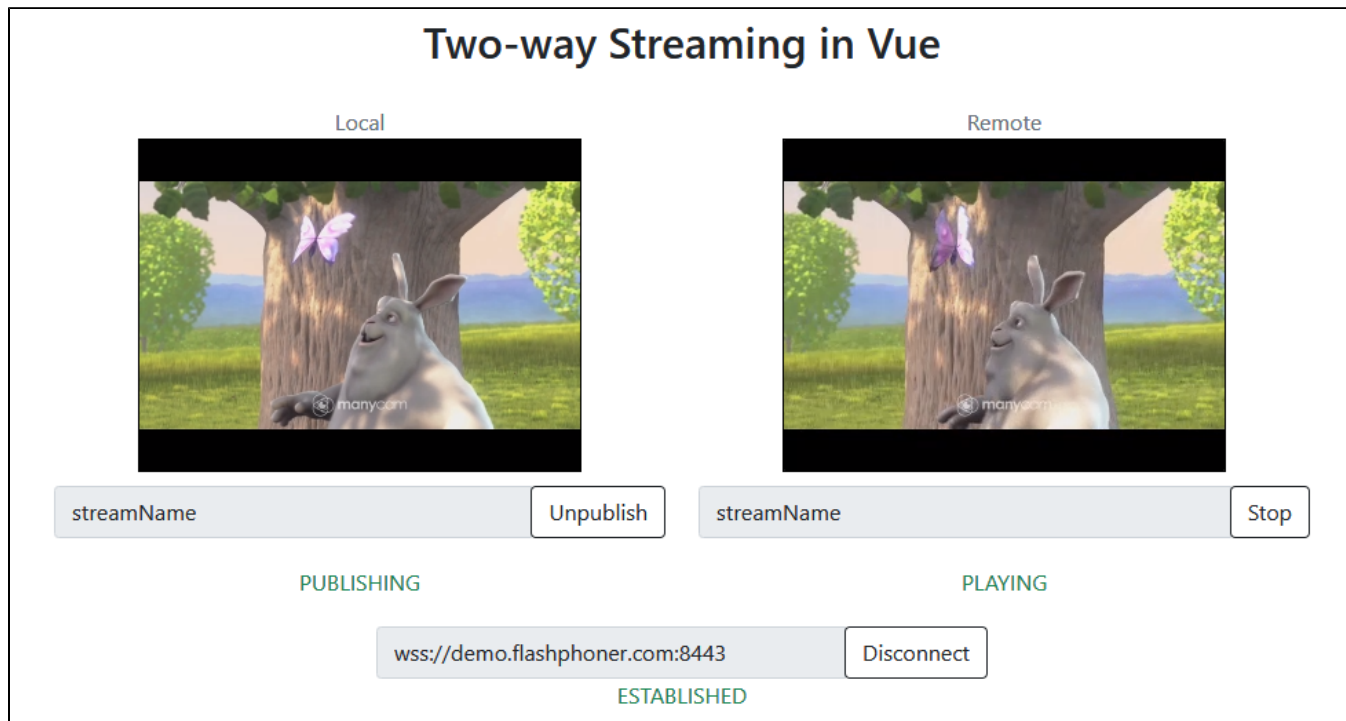 Two-way Streaming in Vue
Local
Remote
manycam
manycam
streamName
Unpublish
streamName
Stop
PUBLISHING
PLAYING
wss://demo.flashphoner.com:8443
Disconnect
ESTABLISHED